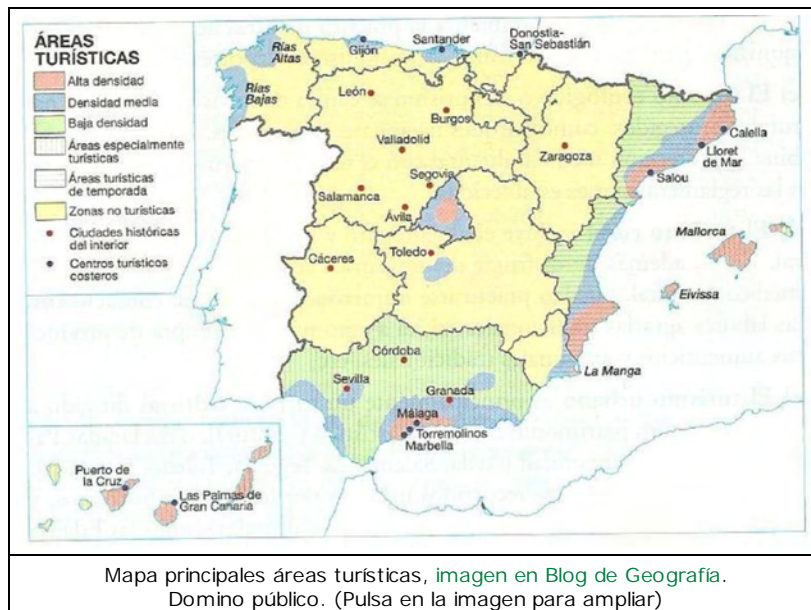 ÁREAS
TURÍSTICAS
Alta densidad
Densidad media
Baja densidad
Áreas especialmente
turísticas
Áreas turísticas
de temporada
Zonas no turísticas
Ciudades históricas
del interior
Centros turísticos
costeros
Rías
Altas
Rías
Bajas
Gijón
Santander
Donostia-
San Sebastián
León
Burgos
Valladolid
Zaragoza
Segovia
Salamanca
Ávila
Calella
Lloret
de Mar
Salou
Toledo
Cáceres
Mallorca
Eivissa
La Manga
Córdoba
Sevilla
Granada
Málaga
Torremolinos
Marbella
Puerto de
la Cruz
Las Palmas de
Gran Canaria
Mapa principales áreas turísticas, imagen en Blog de Geografía.
Domino público. (Pulsa en la imagen para ampliar)